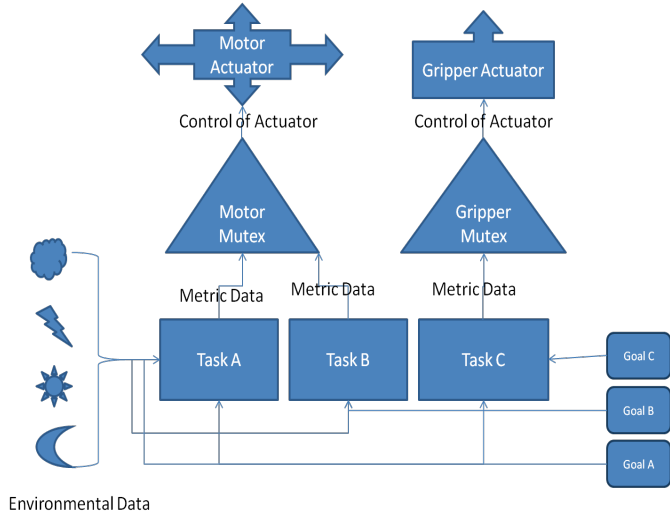 Motor
Actuator
Gripper Actuator
Control of Actuator
Control of Actuator
Motor
Mutex
Gripper
Mutex
Metric Data
Metric Data
Metric Data
Task A
Task B
Task C
Goal C
Goal B
Goal A
Environmental Data